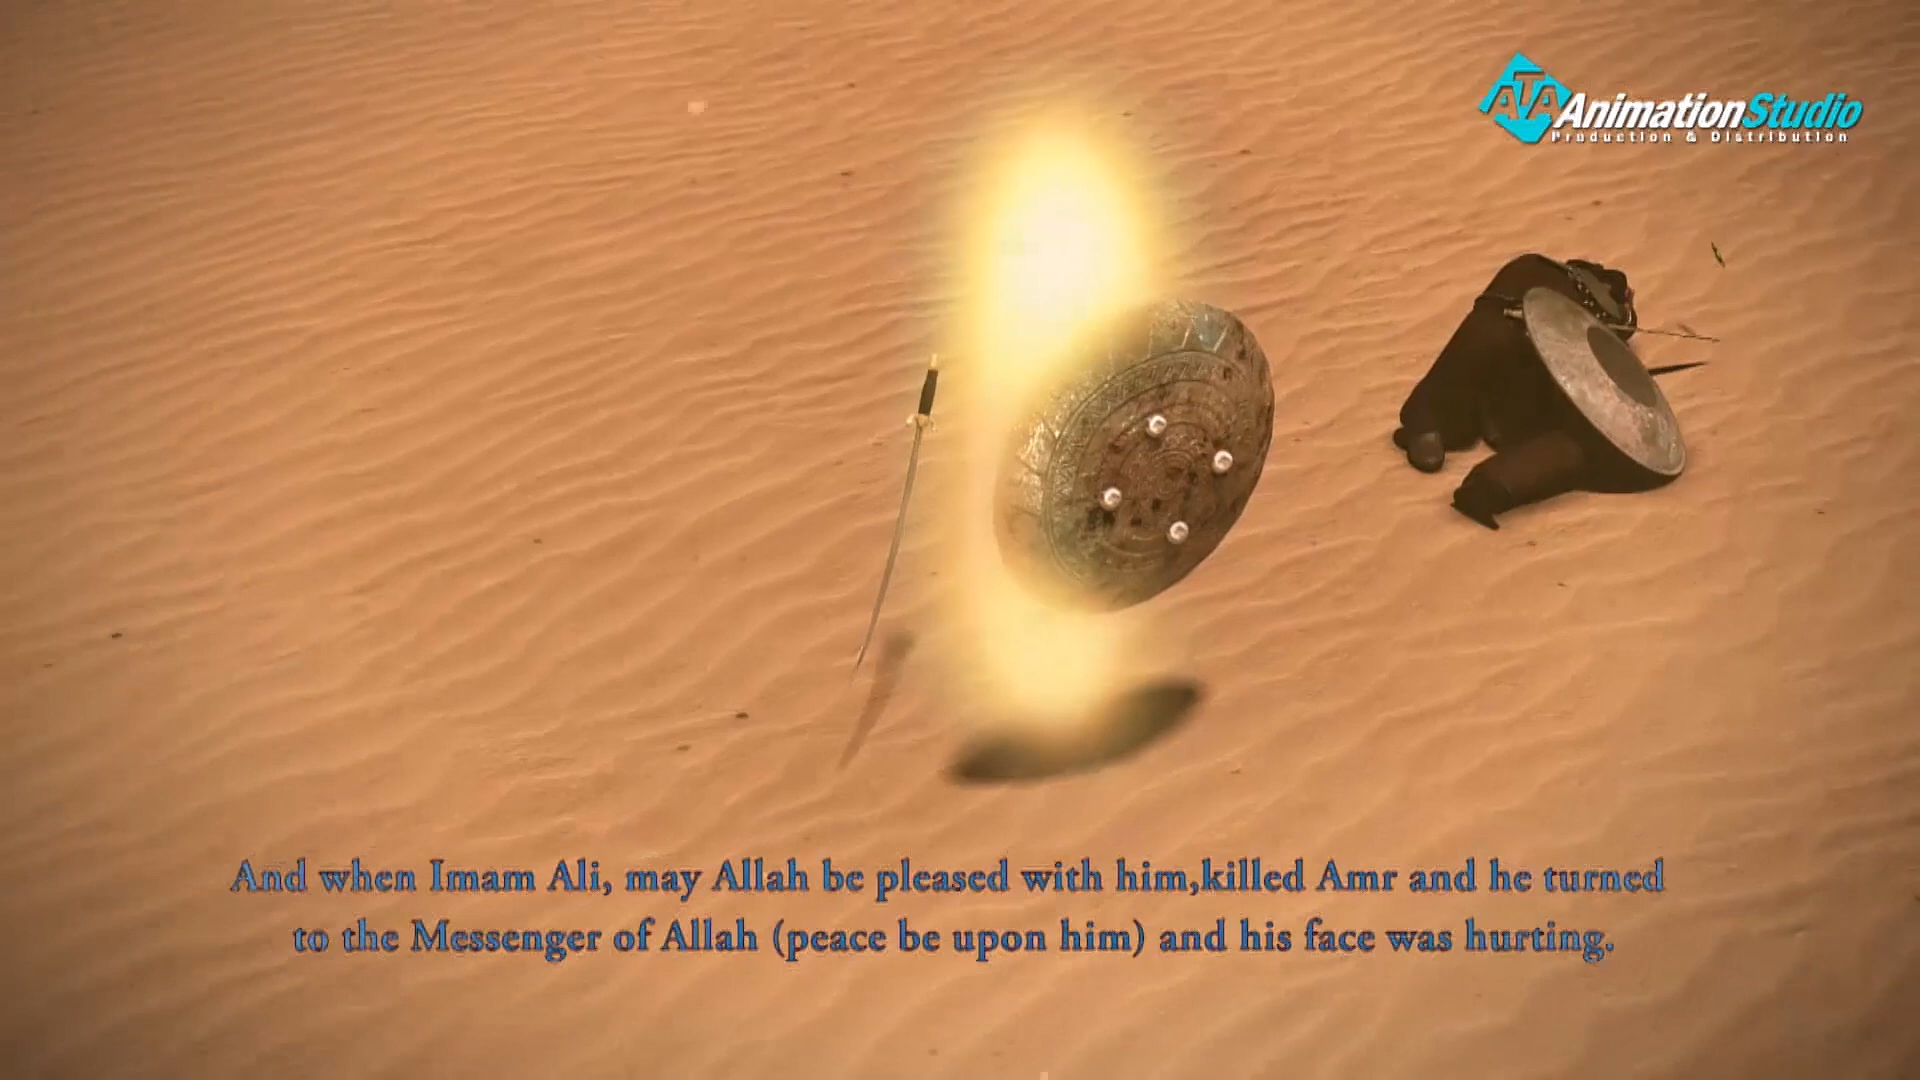 ATA AnimationStudio
Production & Distribution
And when Imam Ali, may Allah be pleased with him,killed Amr and he turned
to the Messenger of Allah (peace be upon him) and his face was hurting.